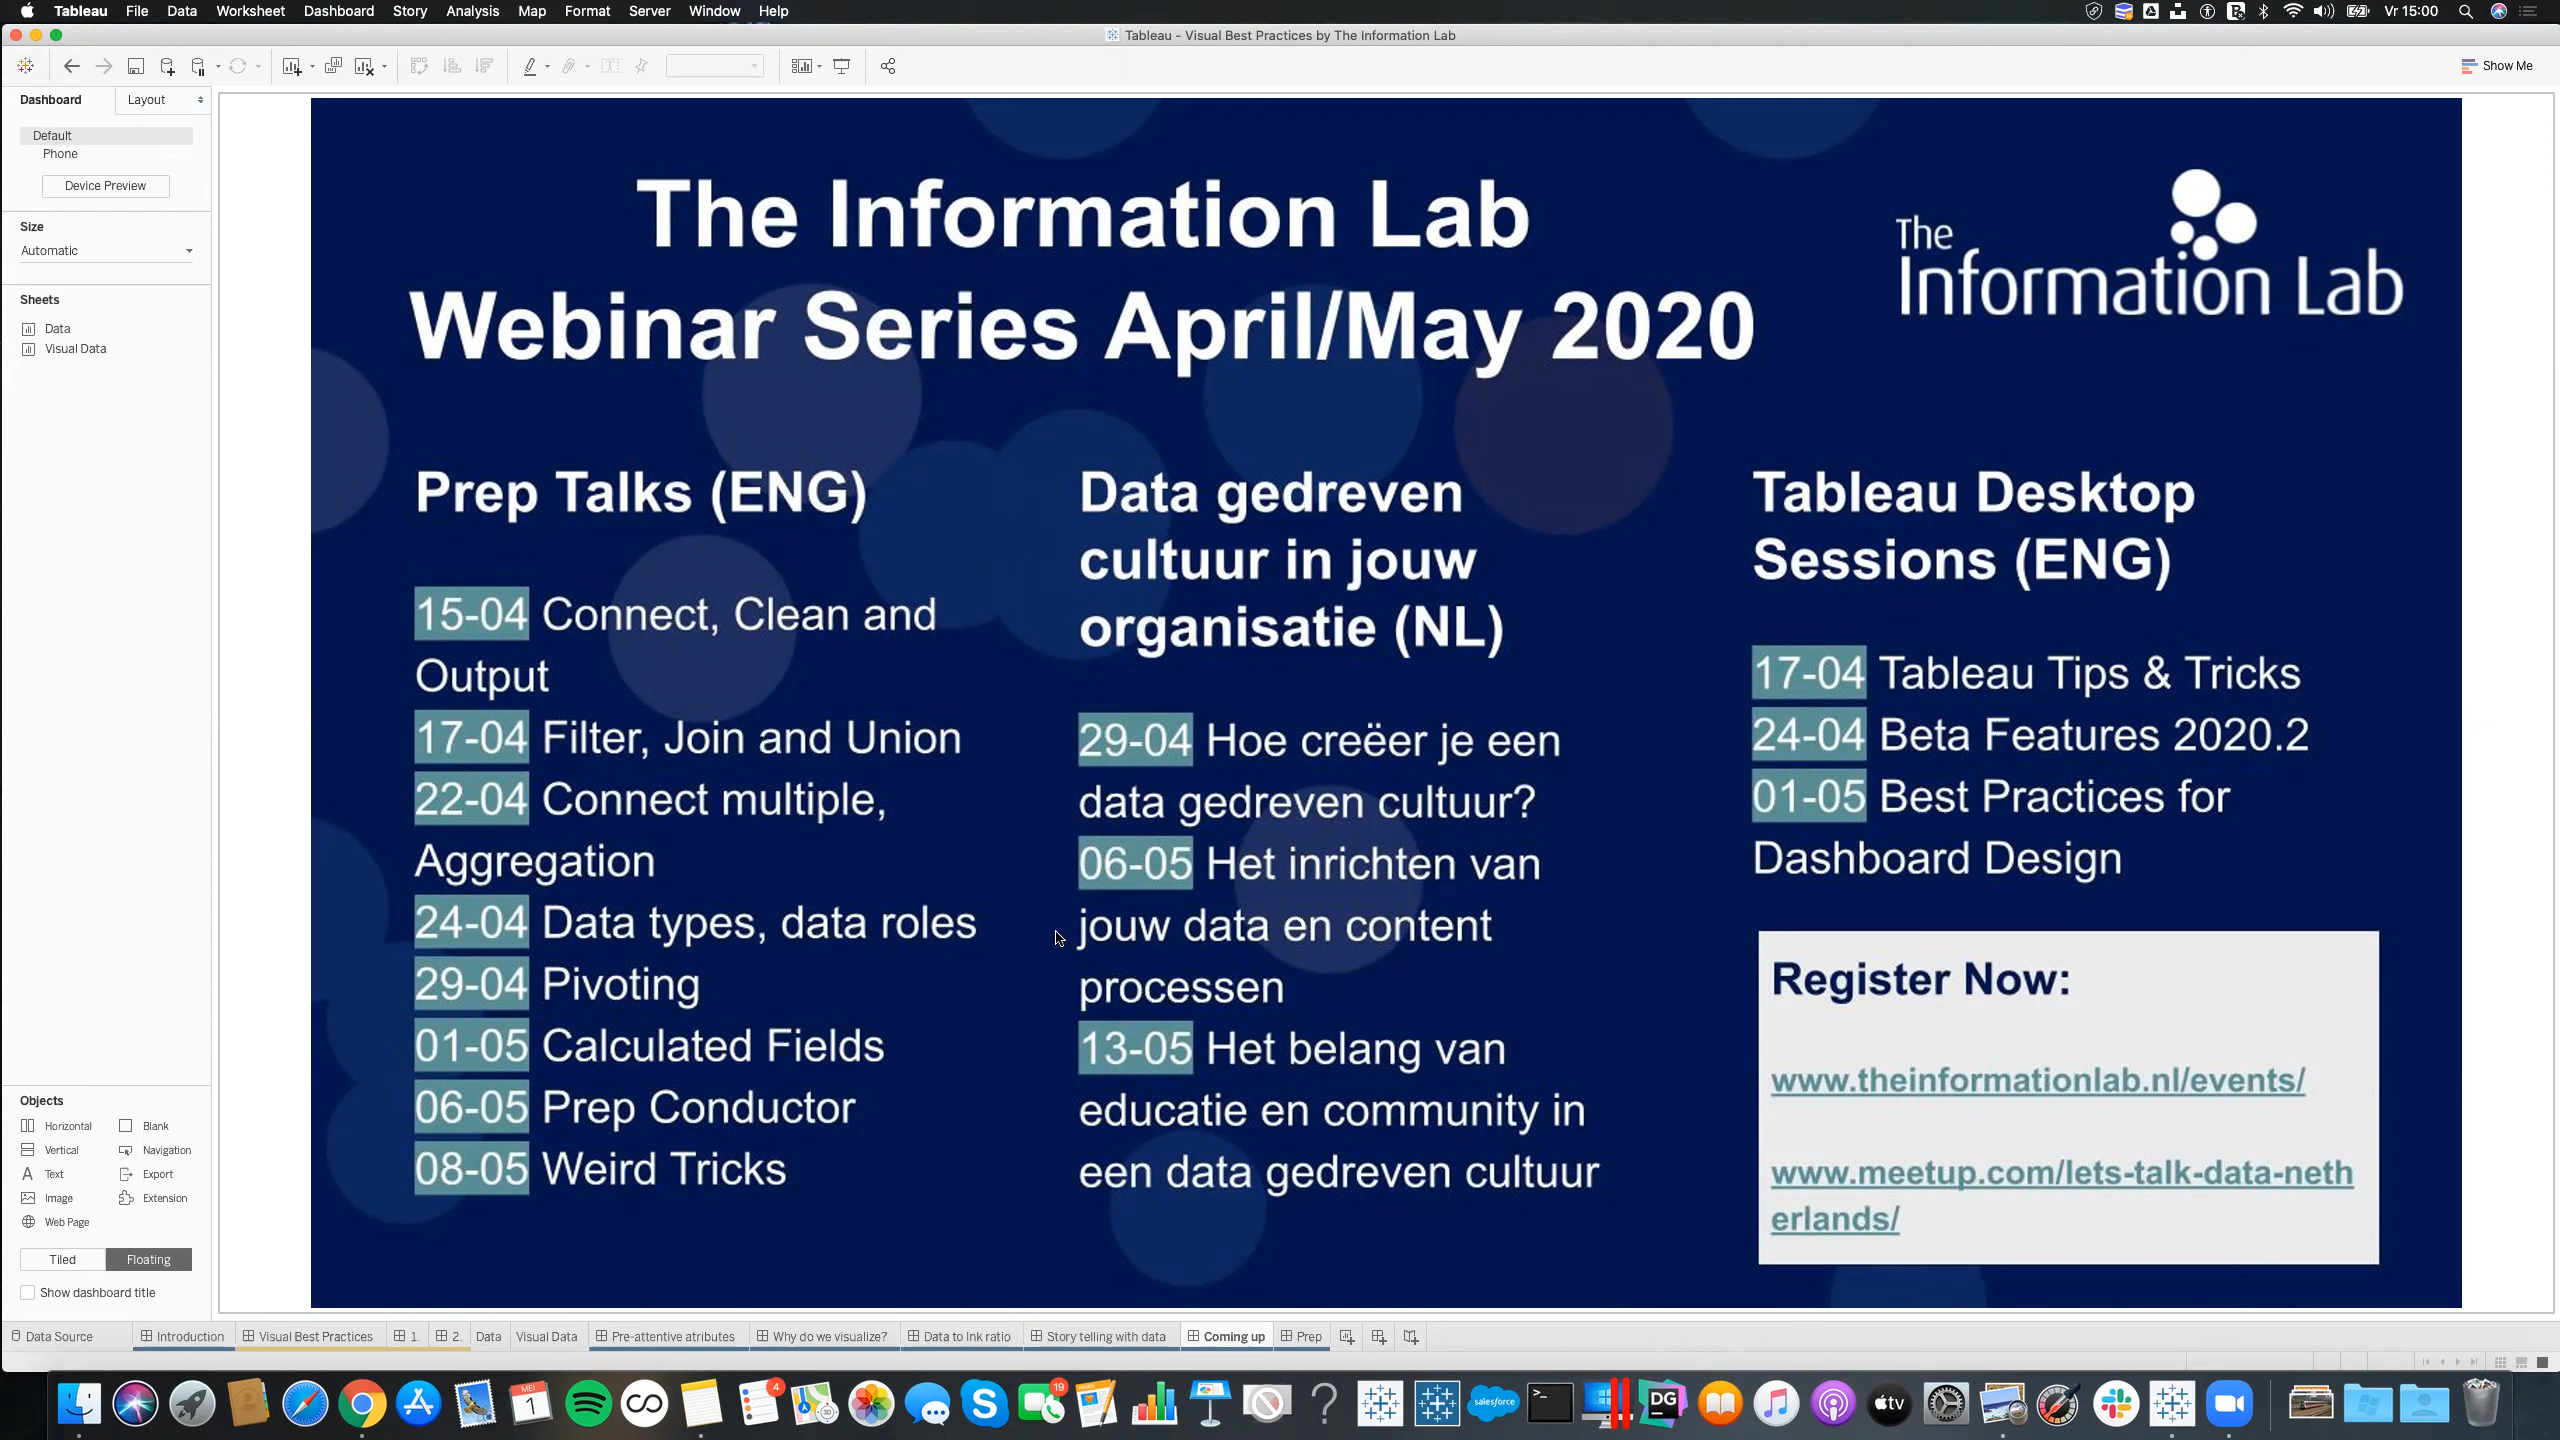 Tableau File Data Worksheet Dashboard Story Analysis Map Format Server Window Help Vr 15:00
Tableau - Visual Best Practices by The Information Lab
Show Me
Dashboard Layout
Default
Phone
Device Preview
Size
Automatic
Sheets
Data
Visual Data
Objects
Horizontal Blank
Vertical Navigation
Text Export
Image Extension
Web Page
Tiled Floating
Show dashboard title
The Information Lab
Webinar Series April/May 2020
The
Information Lab
Prep Talks (ENG)
15-04 Connect, Clean and
Output
17-04 Filter, Join and Union
22-04 Connect multiple,
Aggregation
24-04 Data types, data roles
29-04 Pivoting
01-05 Calculated Fields
06-05 Prep Conductor
08-05 Weird Tricks
Data gedreven
cultuur in jouw
organisatie (NL)
29-04 Hoe creëer je een
data gedreven cultuur?
06-05 Het inrichten van
jouw data en content
processen
13-05 Het belang van
educatie en community in
een data gedreven cultuur
Tableau Desktop
Sessions (ENG)
17-04 Tableau Tips & Tricks
24-04 Beta Features 2020.2
01-05 Best Practices for
Dashboard Design
Register Now:
www.theinformationlab.nl/events/
www.meetup.com/lets-talk-data-neth
erlands/
Data Source Introduction Visual Best Practices 1. 2. Data Visual Data Pre-attentive atributes Why do we visualize? Data to Ink ratio Story telling with data Coming up Prep
MEI
1
4
19
salesforce
DG
tv